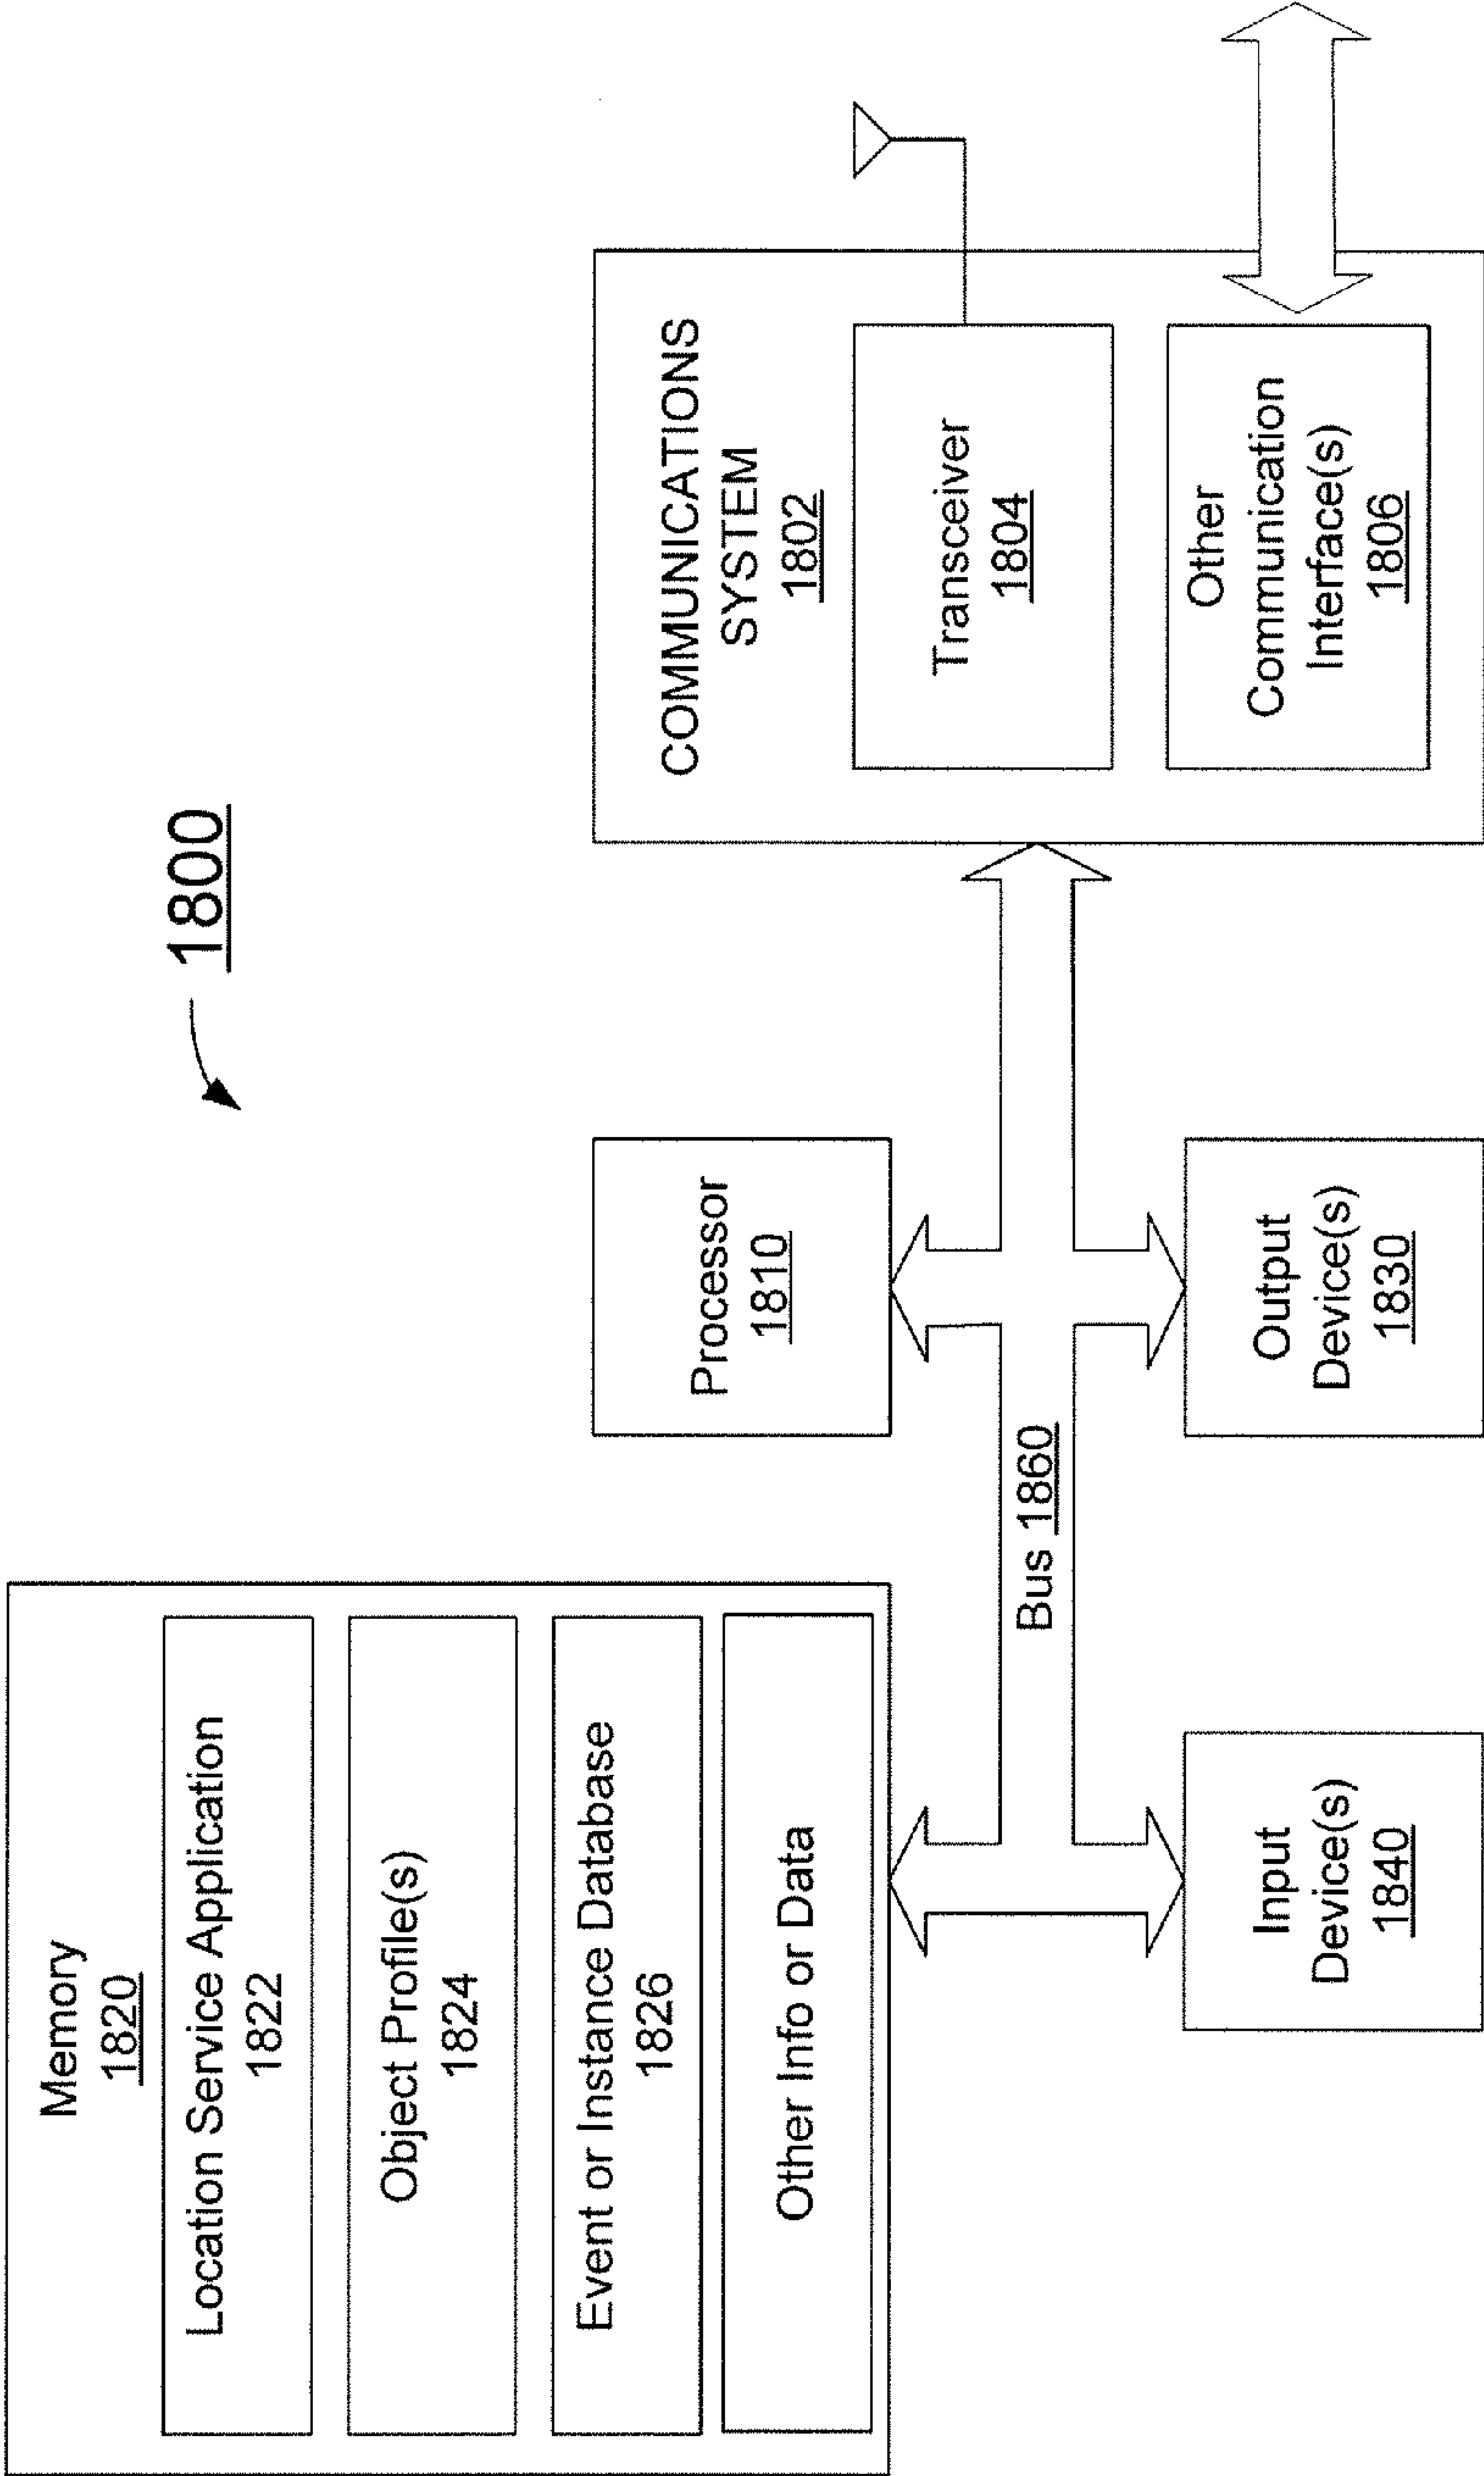 1800
Memory
1820
Location Service Application
1822
Object Profile(s)
1824
Event or Instance Database
1826
Other Info or Data
Processor
1810
COMMUNICATIONS
SYSTEM
1802
Transceiver
1804
Other
Communication
Interface(s)
1806
Bus 1860
Input
Device(s)
1840
Output
Device(s)
1830